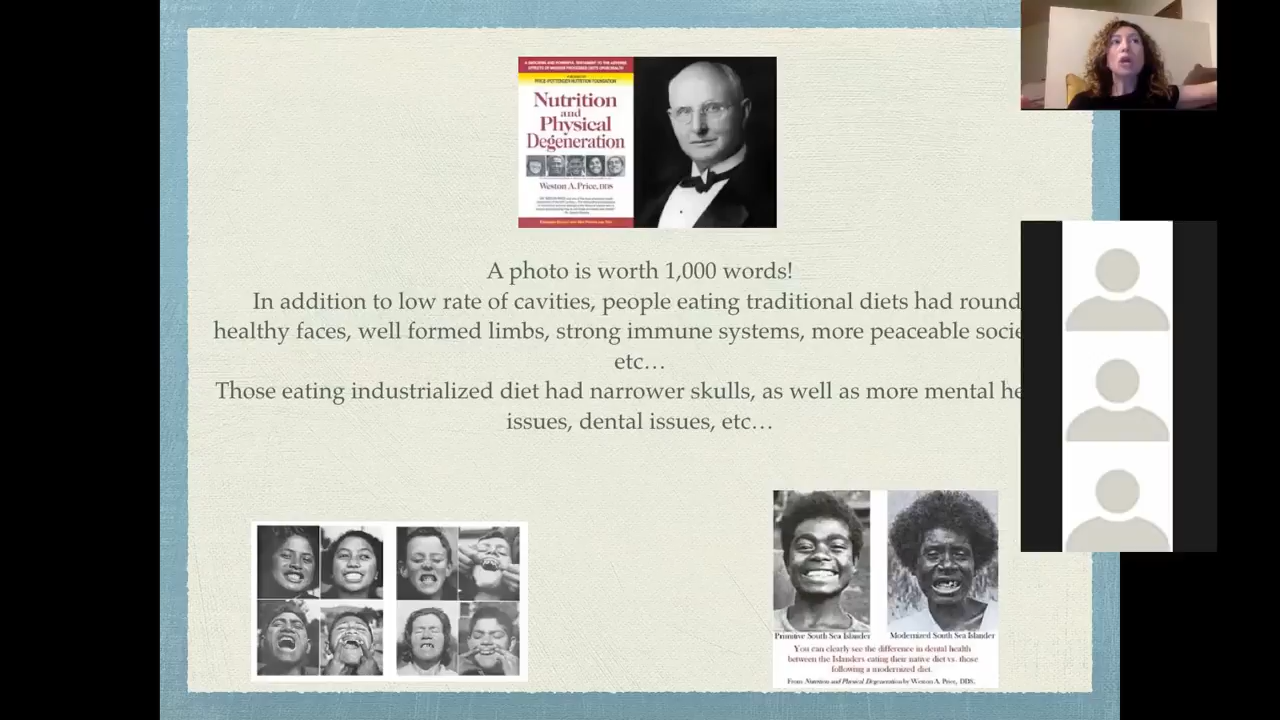 A GROUNDBREAKING
Nutrition
and
Physical
Degeneration
Weston A. Price, DDS
A photo is worth 1,000 words!
In addition to low rate of cavities, people eating traditional diets had round
healthy faces, well formed limbs, strong immune systems, more peaceable socie
etc…
Those eating industrialized diet had narrower skulls, as well as more mental he
issues, dental issues, etc…
Primitive South Sea Islander
Modernized South Sea Islander
You can clearly see the difference in dental health
between the Islanders eating their native diet vs. those
following a modernized diet.
From Nutrition and Physical Degeneration by Weston A. Price, DDS.